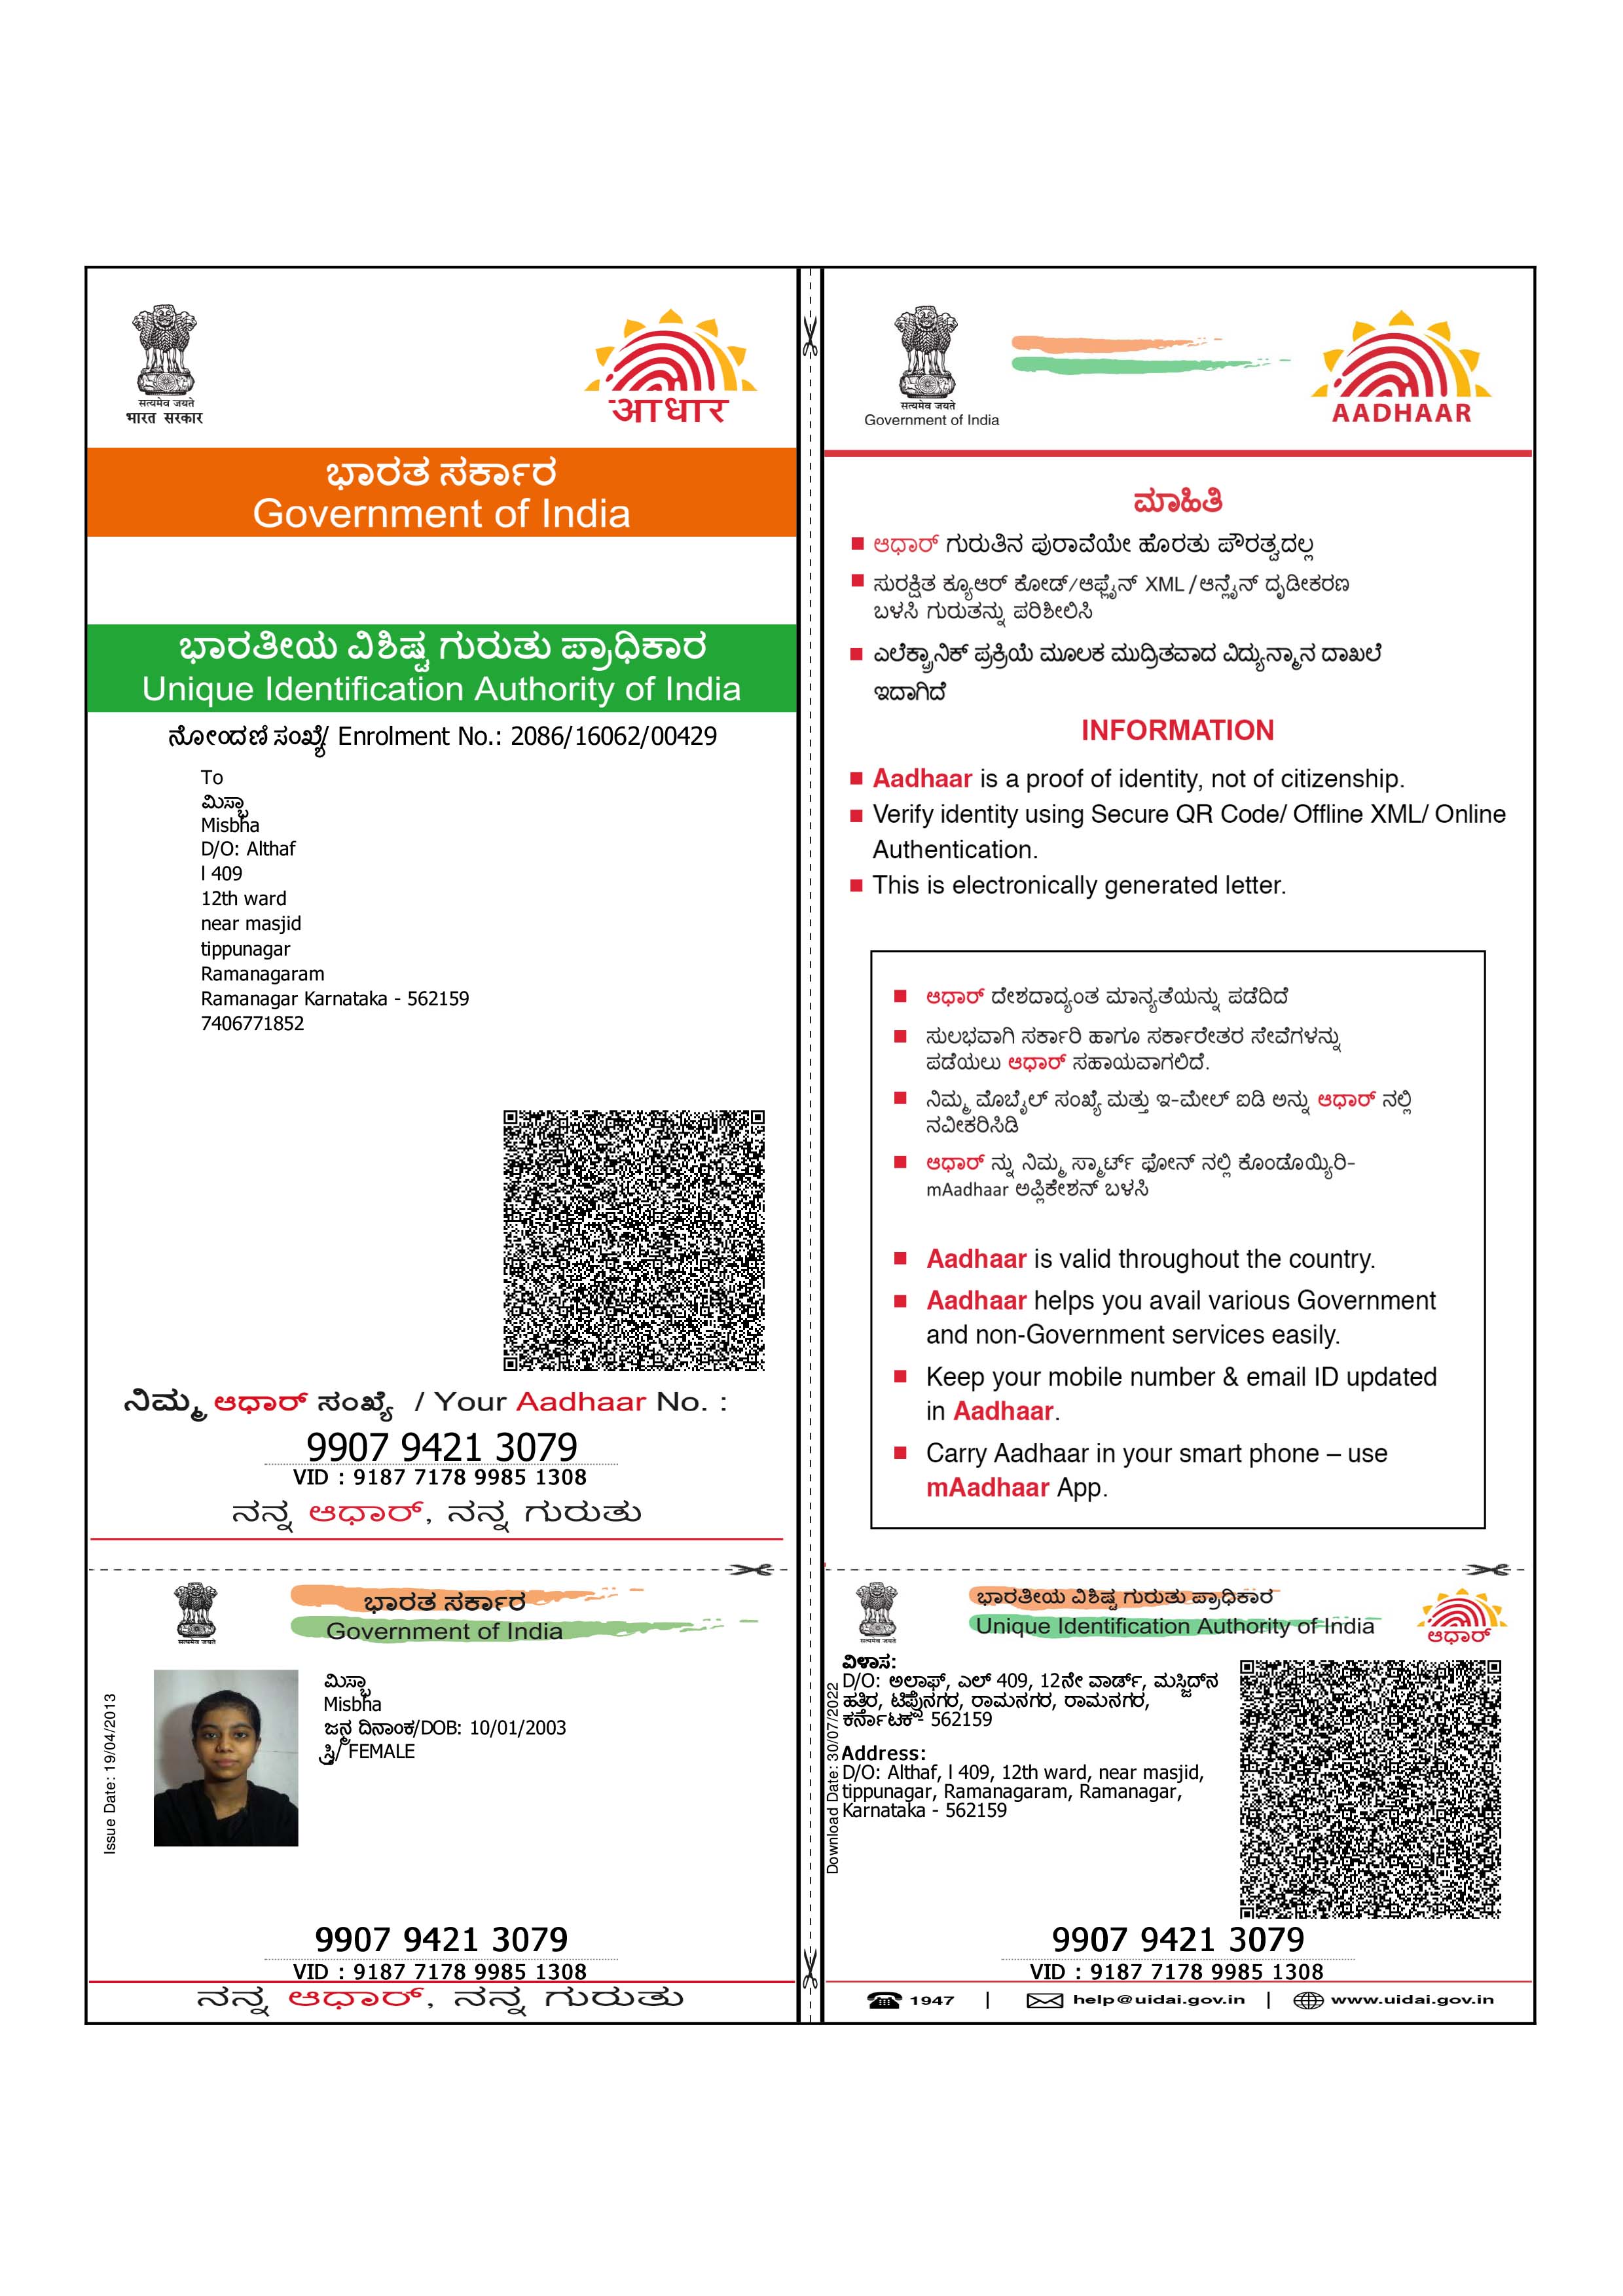 सत्यमेव जयते
भारत सरकार
आधार
ಭಾರತ ಸರ್ಕಾರ
Government of India
ಭಾರತೀಯ ವಿಶಿಷ್ಟ ಗುರುತು ಪ್ರಾಧಿಕಾರ
Unique Identification Authority of India
ನೋಂದಣಿ ಸಂಖ್ಯೆ/ Enrolment No.: 2086/16062/00429
To
ಮಿಸ್ಬಾ
Misbha
D/O: Althaf
l 409
12th ward
near masjid
tippunagar
Ramanagaram
Ramanagar Karnataka - 562159
7406771852
ನಿಮ್ಮ ಆಧಾರ್ ಸಂಖ್ಯೆ / Your Aadhaar No. :
9907 9421 3079
VID : 9187 7178 9985 1308
ನನ್ನ ಆಧಾರ್, ನನ್ನ ಗುರುತು
सत्यमेव जयते
Government of India
AADHAAR
ಮಾಹಿತಿ
ಆಧಾರ್ ಗುರುತಿನ ಪುರಾವೆಯೇ ಹೊರತು ಪೌರತ್ವದಲ್ಲ
ಸುರಕ್ಷಿತ ಕ್ಯೂಆರ್ ಕೋಡ್/ಆಫ್ಲೈನ್ XML /ಆನ್ಲೈನ್ ದೃಡೀಕರಣ
ಬಳಸಿ ಗುರುತನ್ನು ಪರಿಶೀಲಿಸಿ
ಎಲೆಕ್ಟ್ರಾನಿಕ್ ಪ್ರಕ್ರಿಯೆ ಮೂಲಕ ಮುದ್ರಿತವಾದ ವಿದ್ಯುನ್ಮಾನ ದಾಖಲೆ
ಇದಾಗಿದೆ
INFORMATION
Aadhaar is a proof of identity, not of citizenship.
Verify identity using Secure QR Code/ Offline XML/ Online
Authentication.
This is electronically generated letter.
ಆಧಾರ್ ದೇಶದಾದ್ಯಂತ ಮಾನ್ಯತೆಯನ್ನು ಪಡೆದಿದೆ
ಸುಲಭವಾಗಿ ಸರ್ಕಾರಿ ಹಾಗೂ ಸರ್ಕಾರೇತರ ಸೇವೆಗಳನ್ನು
ಪಡೆಯಲು ಆಧಾರ್ ಸಹಾಯವಾಗಲಿದೆ.
ನಿಮ್ಮ ಮೊಬೈಲ್ ಸಂಖ್ಯೆ ಮತ್ತು ಇ-ಮೇಲ್ ಐಡಿ ಅನ್ನು ಆಧಾರ್ ನಲ್ಲಿ
ನವೀಕರಿಸಿಡಿ
ಆಧಾರ್ ನ್ನು ನಿಮ್ಮ ಸ್ಮಾರ್ಟ್ ಫೋನ್ ನಲ್ಲಿ ಕೊಂಡೊಯ್ಯಿರಿ-
mAadhaar ಅಪ್ಲಿಕೇಶನ್ ಬಳಸಿ
Aadhaar is valid throughout the country.
Aadhaar helps you avail various Government
and non-Government services easily.
Keep your mobile number & email ID updated
in Aadhaar.
Carry Aadhaar in your smart phone – use
mAadhaar App.
सत्यमेव जयते
ಭಾರತ ಸರ್ಕಾರ
Government of India
Issue Date: 19/04/2013
ಮಿಸ್ಬಾ
Misbha
ಜನ್ಮ ದಿನಾಂಕ/DOB: 10/01/2003
ಸ್ತ್ರೀ/ FEMALE
9907 9421 3079
VID : 9187 7178 9985 1308
ನನ್ನ ಆಧಾರ್, ನನ್ನ ಗುರುತು
सत्यमेव जयते
ಭಾರತೀಯ ವಿಶಿಷ್ಟ ಗುರುತು ಪ್ರಾಧಿಕಾರ
Unique Identification Authority of India
ಆಧಾರ್
Download Date: 30/07/2022
ವಿಳಾಸ:
D/O: ಅಲ್ತಾಫ್, ಎಲ್ 409, 12ನೇ ವಾರ್ಡ್, ಮಸ್ಜಿದ್‌ನ
ಹತ್ತಿರ, ಟಿಪ್ಪುನಗರ, ರಾಮನಗರ, ರಾಮನಗರ,
ಕರ್ನಾಟಕ - 562159
Address:
D/O: Althaf, l 409, 12th ward, near masjid,
tippunagar, Ramanagaram, Ramanagar,
Karnataka - 562159
9907 9421 3079
VID : 9187 7178 9985 1308
1947 | help@uidai.gov.in | www.uidai.gov.in